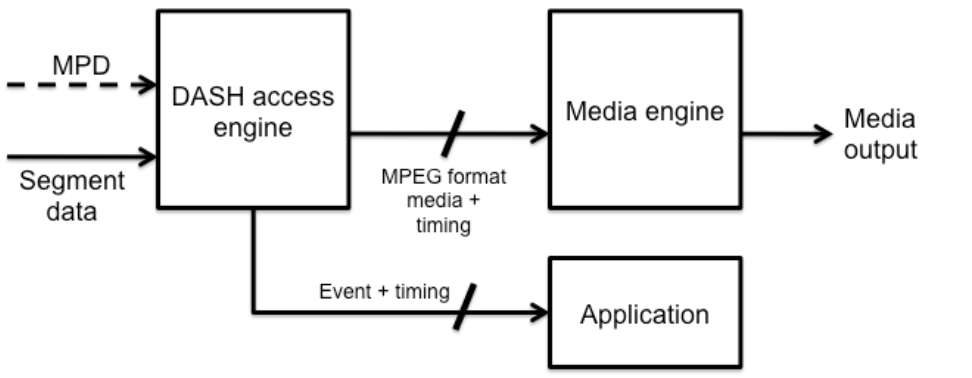 MPD
Segment
data
DASH access
engine
MPEG format
media +
timing
Media engine
Media
output
Event + timing
Application